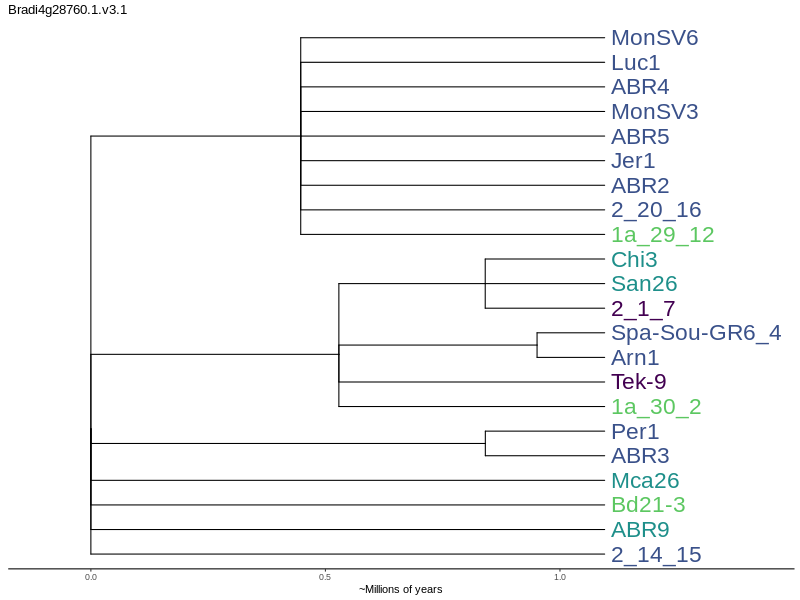 Bradi4g28760.1.v3.1
MonSV6
Luc1
ABR4
MonSV3
ABR5
Jer1
ABR2
2_20_16
1a_29_12
Chi3
San26
2_1_7
Spa-Sou-GR6_4
Arn1
Tek-9
1a_30_2
Per1
ABR3
Mca26
Bd21-3
ABR9
2_14_15
0.0 0.5 1.0
~Millions of years